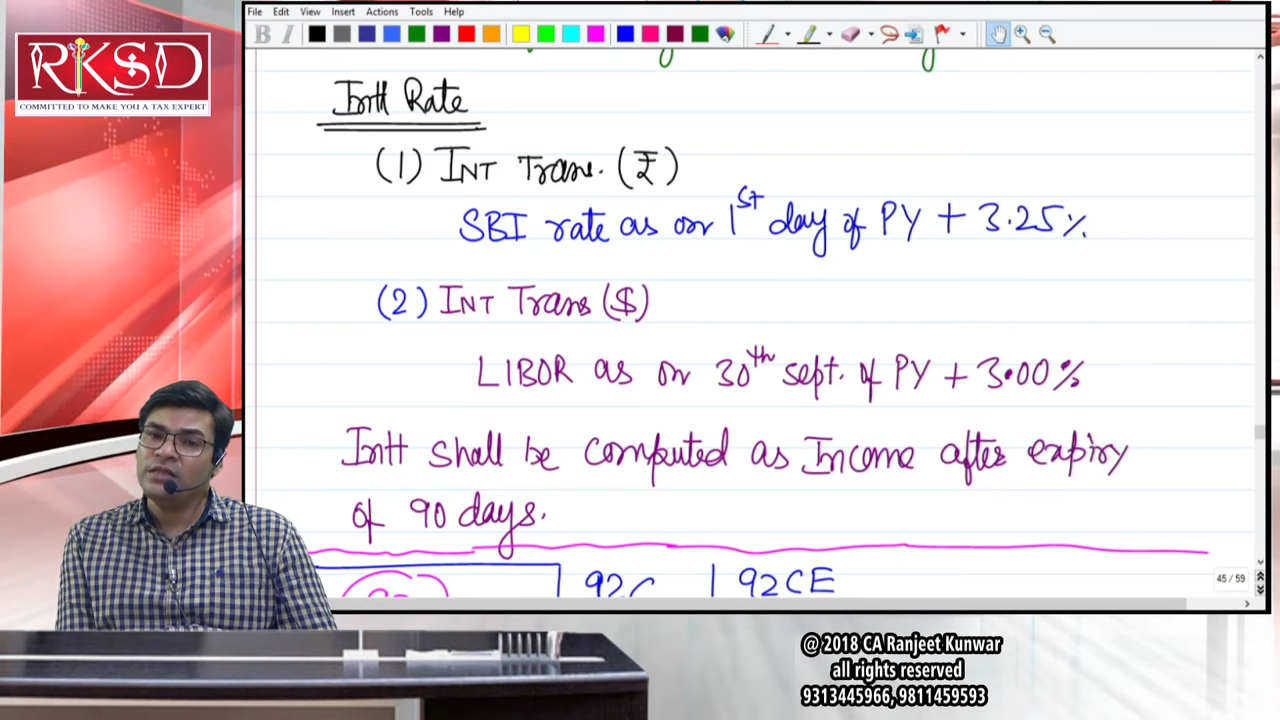 File Edit View Insert Actions Tools Help
B I
RKSD
COMMITTED TO MAKE YOU A TAX EXPERT
Intt Rate
(1) INT Trans. (₹)
SBI rate as on 1st day of PY + 3.25%
(2) INT Trans ($)
LIBOR as on 30th sept. of PY + 3.00%
Intt shall be computed as Income after expiry
of 90 days.
92C 92CE
45 / 59
@ 2018 CA Ranjeet Kunwar
all rights reserved
9313445966, 9811459593